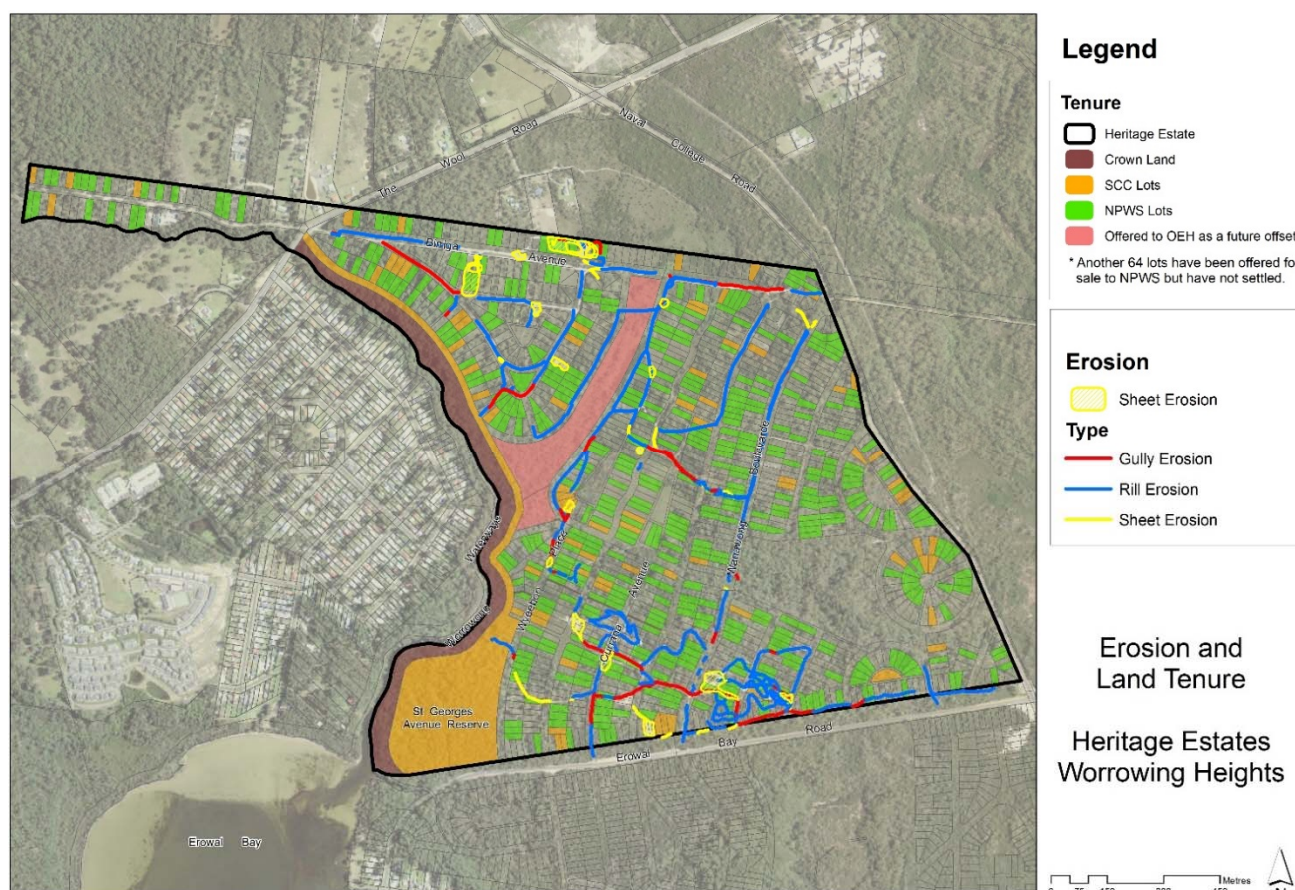 Legend
Tenure
Heritage Estate
Crown Land
SCC Lots
NPWS Lots
Offered to OEH as a future offset
* Another 64 lots have been offered fo
sale to NPWS but have not settled.
Erosion
Sheet Erosion
Type
Gully Erosion
Rill Erosion
Sheet Erosion
Erosion and
Land Tenure
Heritage Estates
Worrowing Heights
Metres
The Wool Road
Naval College Road
Avenue
Place
Avenue
St Georges
Avenue Reserve
Erowal Bay Road
Erowal Bay